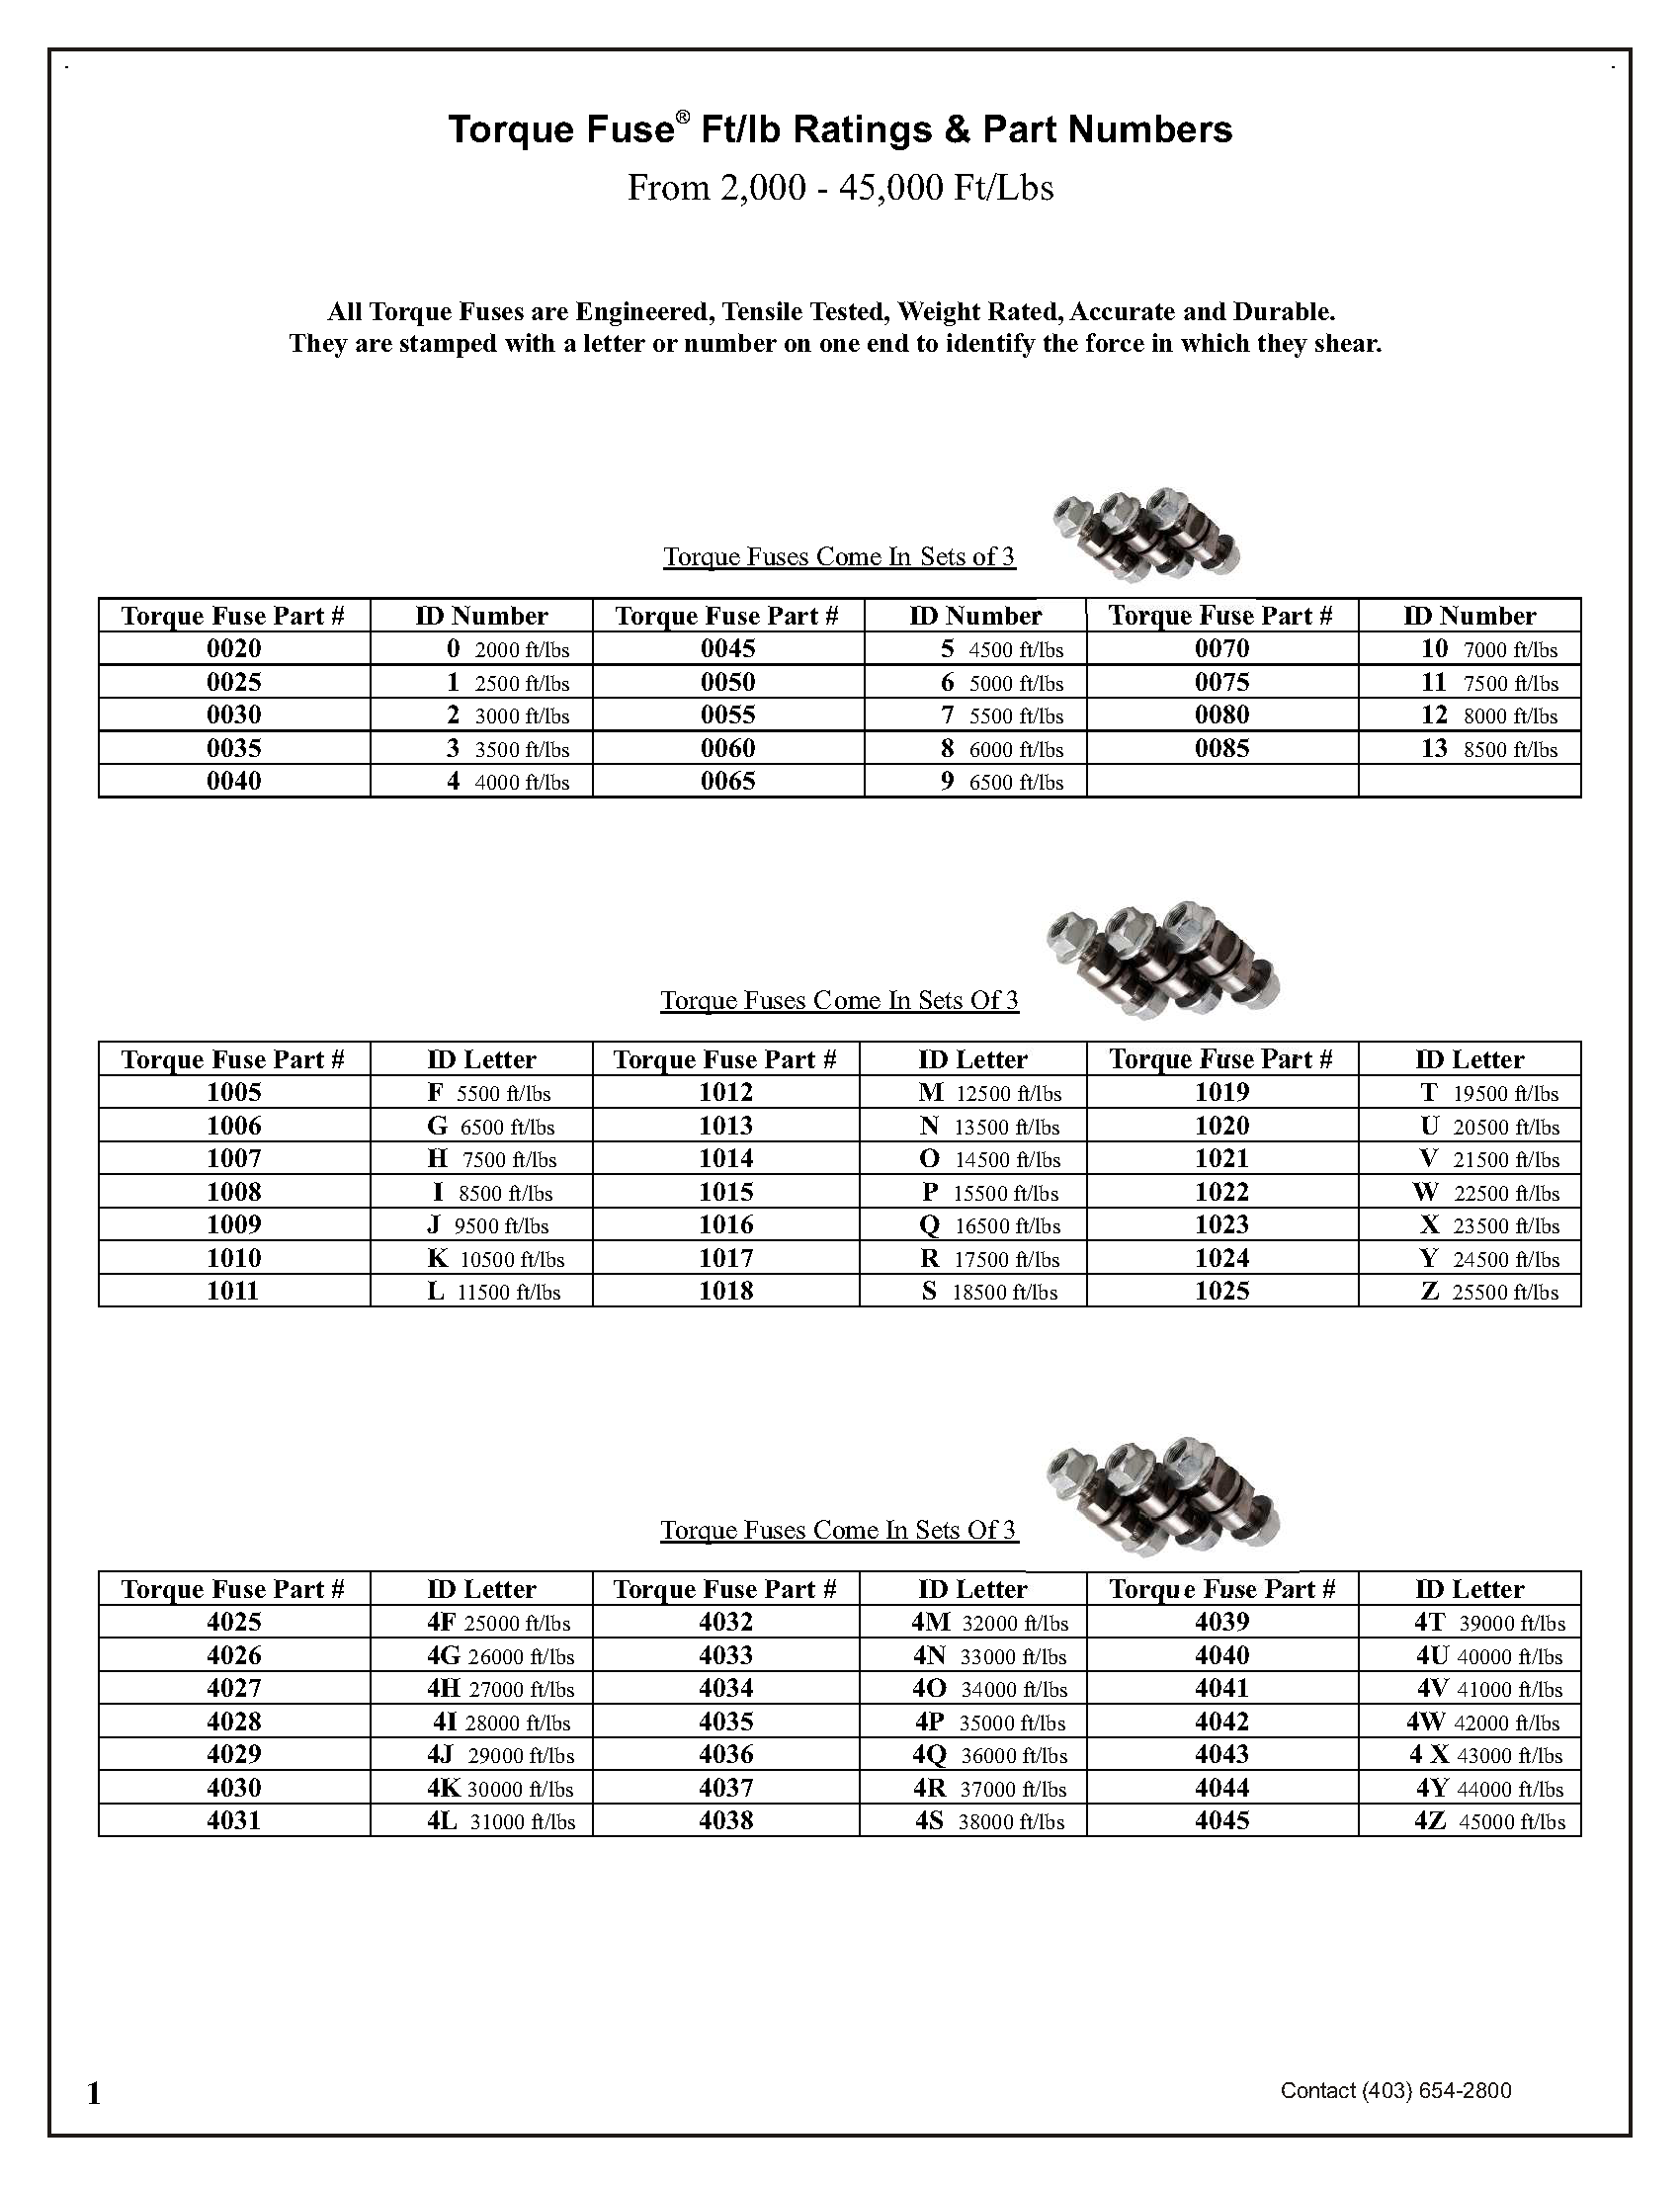 Torque Fuse® Ft/lb Ratings & Part Numbers
From 2,000 - 45,000 Ft/Lbs
All Torque Fuses are Engineered, Tensile Tested, Weight Rated, Accurate and Durable.
They are stamped with a letter or number on one end to identify the force in which they shear.
Torque Fuses Come In Sets of 3
Torque Fuse Part # ID Number Torque Fuse Part # ID Number Torque Fuse Part # ID Number
0020 0 2000 ft/lbs 0045 5 4500 ft/lbs 0070 10 7000 ft/lbs
0025 1 2500 ft/lbs 0050 6 5000 ft/lbs 0075 11 7500 ft/lbs
0030 2 3000 ft/lbs 0055 7 5500 ft/lbs 0080 12 8000 ft/lbs
0035 3 3500 ft/lbs 0060 8 6000 ft/lbs 0085 13 8500 ft/lbs
0040 4 4000 ft/lbs 0065 9 6500 ft/lbs
Torque Fuses Come In Sets Of 3
Torque Fuse Part # ID Letter Torque Fuse Part # ID Letter Torque Fuse Part # ID Letter
1005 F 5500 ft/lbs 1012 M 12500 ft/lbs 1019 T 19500 ft/lbs
1006 G 6500 ft/lbs 1013 N 13500 ft/lbs 1020 U 20500 ft/lbs
1007 H 7500 ft/lbs 1014 O 14500 ft/lbs 1021 V 21500 ft/lbs
1008 I 8500 ft/lbs 1015 P 15500 ft/lbs 1022 W 22500 ft/lbs
1009 J 9500 ft/lbs 1016 Q 16500 ft/lbs 1023 X 23500 ft/lbs
1010 K 10500 ft/lbs 1017 R 17500 ft/lbs 1024 Y 24500 ft/lbs
1011 L 11500 ft/lbs 1018 S 18500 ft/lbs 1025 Z 25500 ft/lbs
Torque Fuses Come In Sets Of 3
Torque Fuse Part # ID Letter Torque Fuse Part # ID Letter Torque Fuse Part # ID Letter
4025 4F 25000 ft/lbs 4032 4M 32000 ft/lbs 4039 4T 39000 ft/lbs
4026 4G 26000 ft/lbs 4033 4N 33000 ft/lbs 4040 4U 40000 ft/lbs
4027 4H 27000 ft/lbs 4034 4O 34000 ft/lbs 4041 4V 41000 ft/lbs
4028 4I 28000 ft/lbs 4035 4P 35000 ft/lbs 4042 4W 42000 ft/lbs
4029 4J 29000 ft/lbs 4036 4Q 36000 ft/lbs 4043 4 X 43000 ft/lbs
4030 4K 30000 ft/lbs 4037 4R 37000 ft/lbs 4044 4Y 44000 ft/lbs
4031 4L 31000 ft/lbs 4038 4S 38000 ft/lbs 4045 4Z 45000 ft/lbs
1
Contact (403) 654-2800